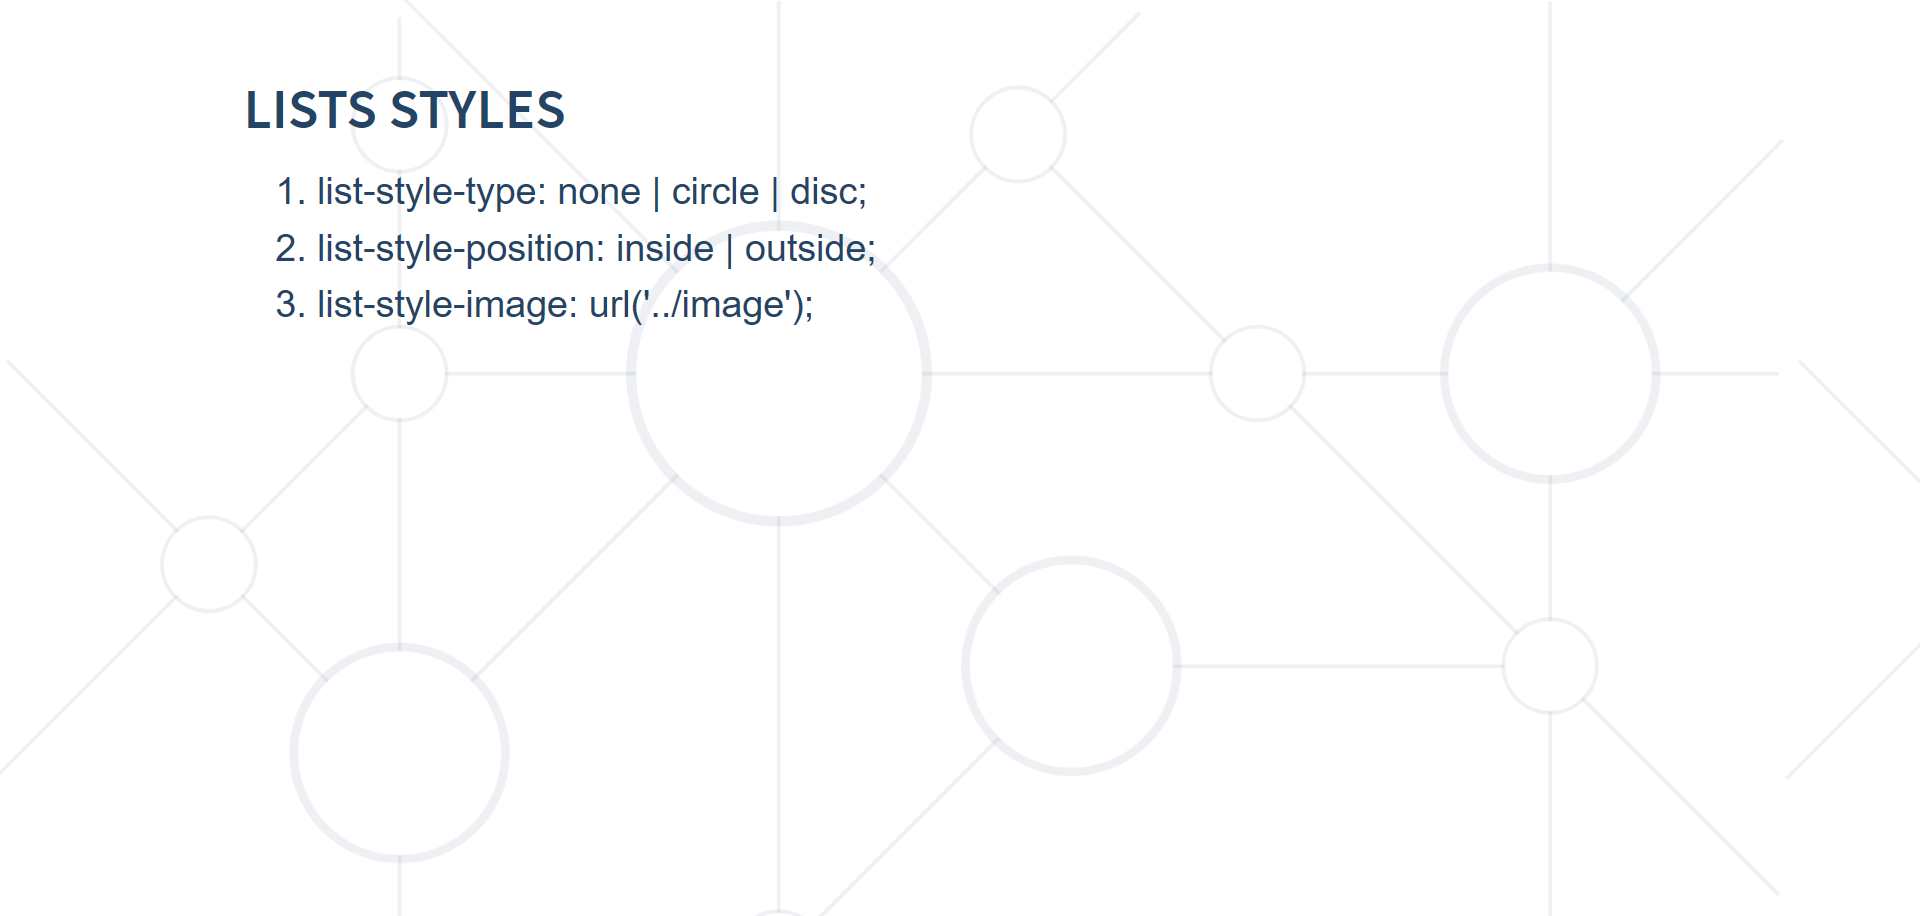 LISTS STYLES
1. list-style-type: none | circle | disc;
2. list-style-position: inside | outside;
3. list-style-image: url('../image');